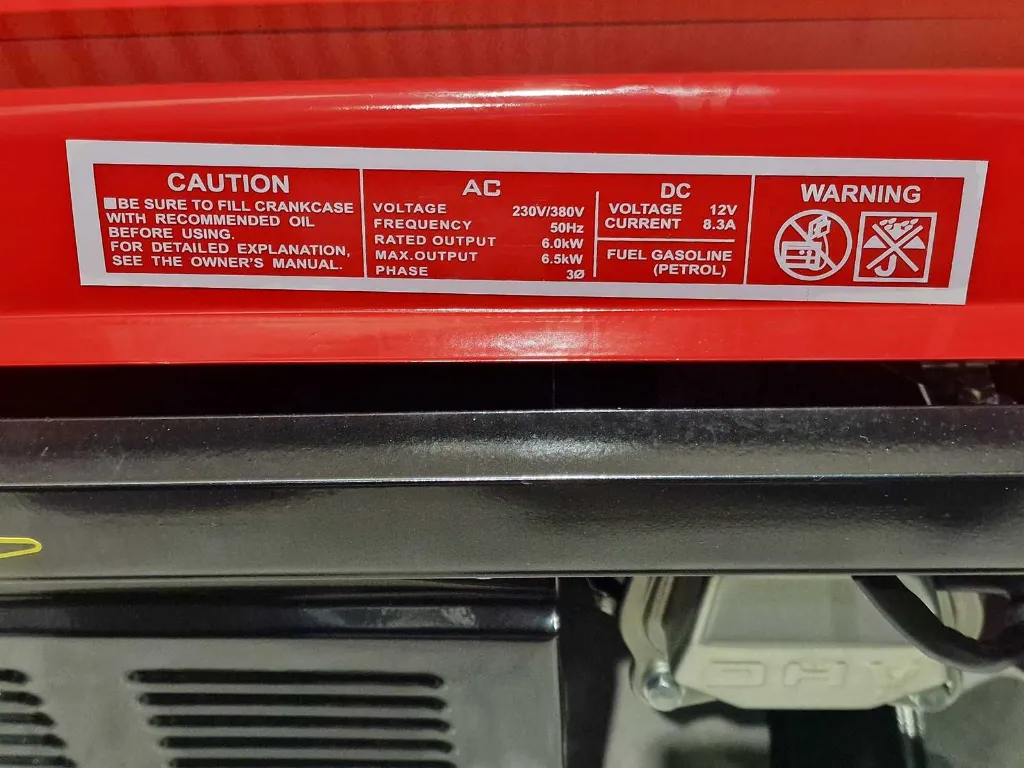 CAUTION
■BE SURE TO FILL CRANKCASE
WITH RECOMMENDED OIL
BEFORE USING.
FOR DETAILED EXPLANATION,
SEE THE OWNER'S MANUAL.
AC
VOLTAGE 230V/380V
FREQUENCY 50Hz
RATED OUTPUT 6.0kW
MAX.OUTPUT 6.5kW
PHASE 3Ø
DC
VOLTAGE 12V
CURRENT 8.3A
FUEL GASOLINE
(PETROL)
WARNING
OHV